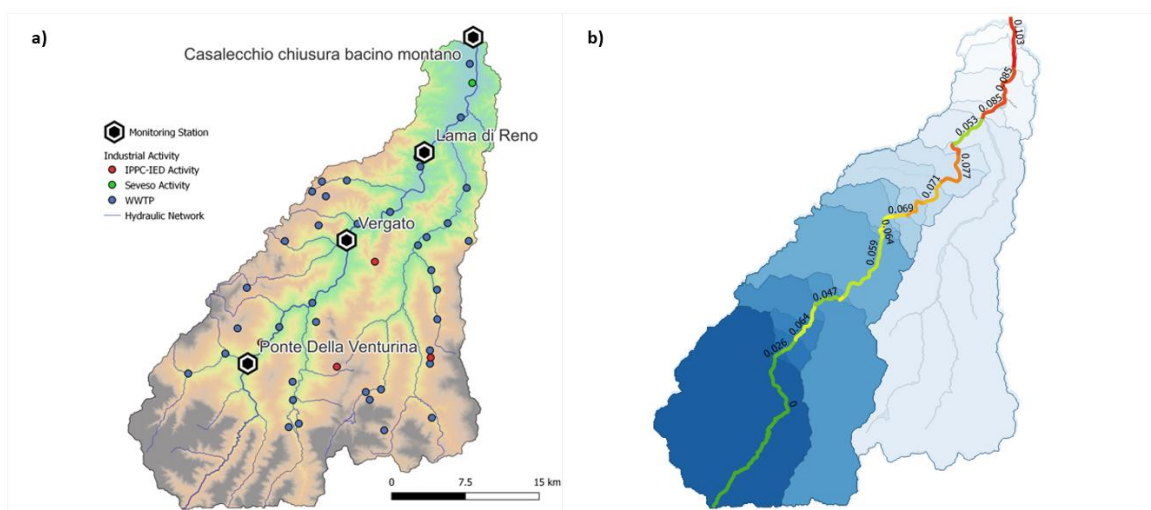 a)
Casalecchio chiusura bacino montano
Lama di Reno
Monitoring Station
Industrial Activity
IPPC-IED Activity
Seveso Activity
WWTP
Hydraulic Network
Vergato
Ponte Della Venturina
0 7.5 15 km
b)
0.103
0.085
0.085
0.053
0.077
0.071
0.069
0.064
0.059
0.047
0.064
0.026
0